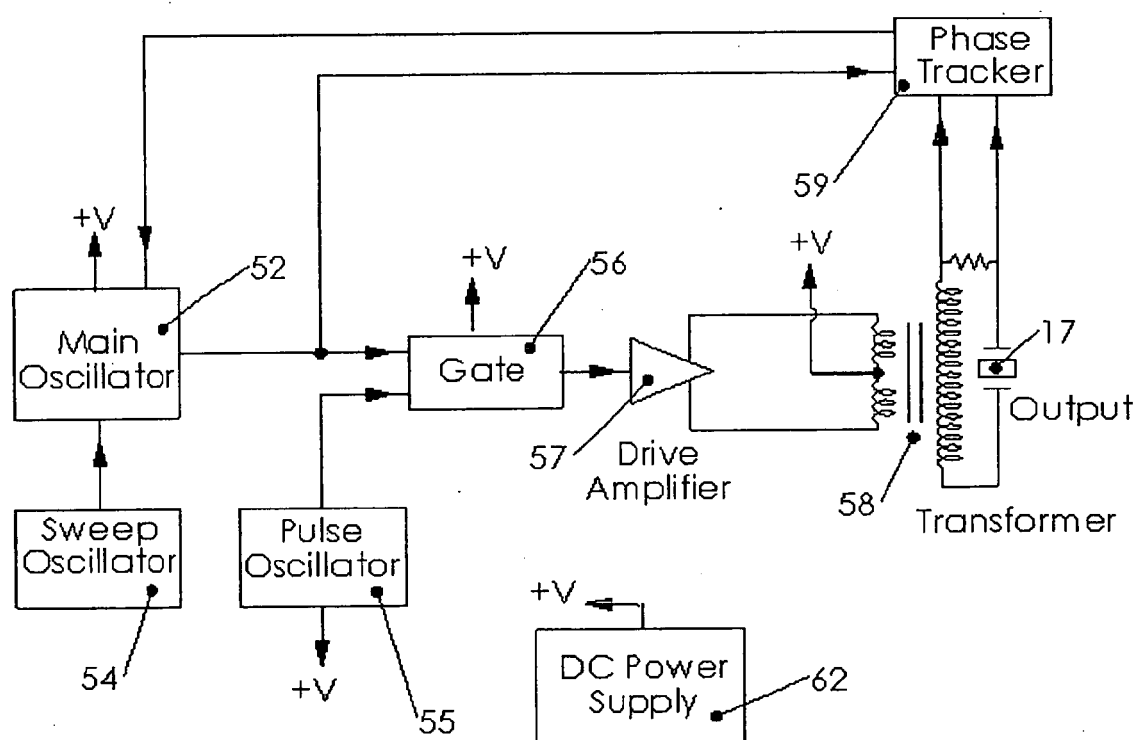 Phase
Tracker
59
+V
52
Main
Oscillator
+V
56
Gate
+V
57
Drive
Amplifier
17
Output
58
Transformer
Sweep
Oscillator
54
Pulse
Oscillator
+V
55
+V
DC Power
Supply
62